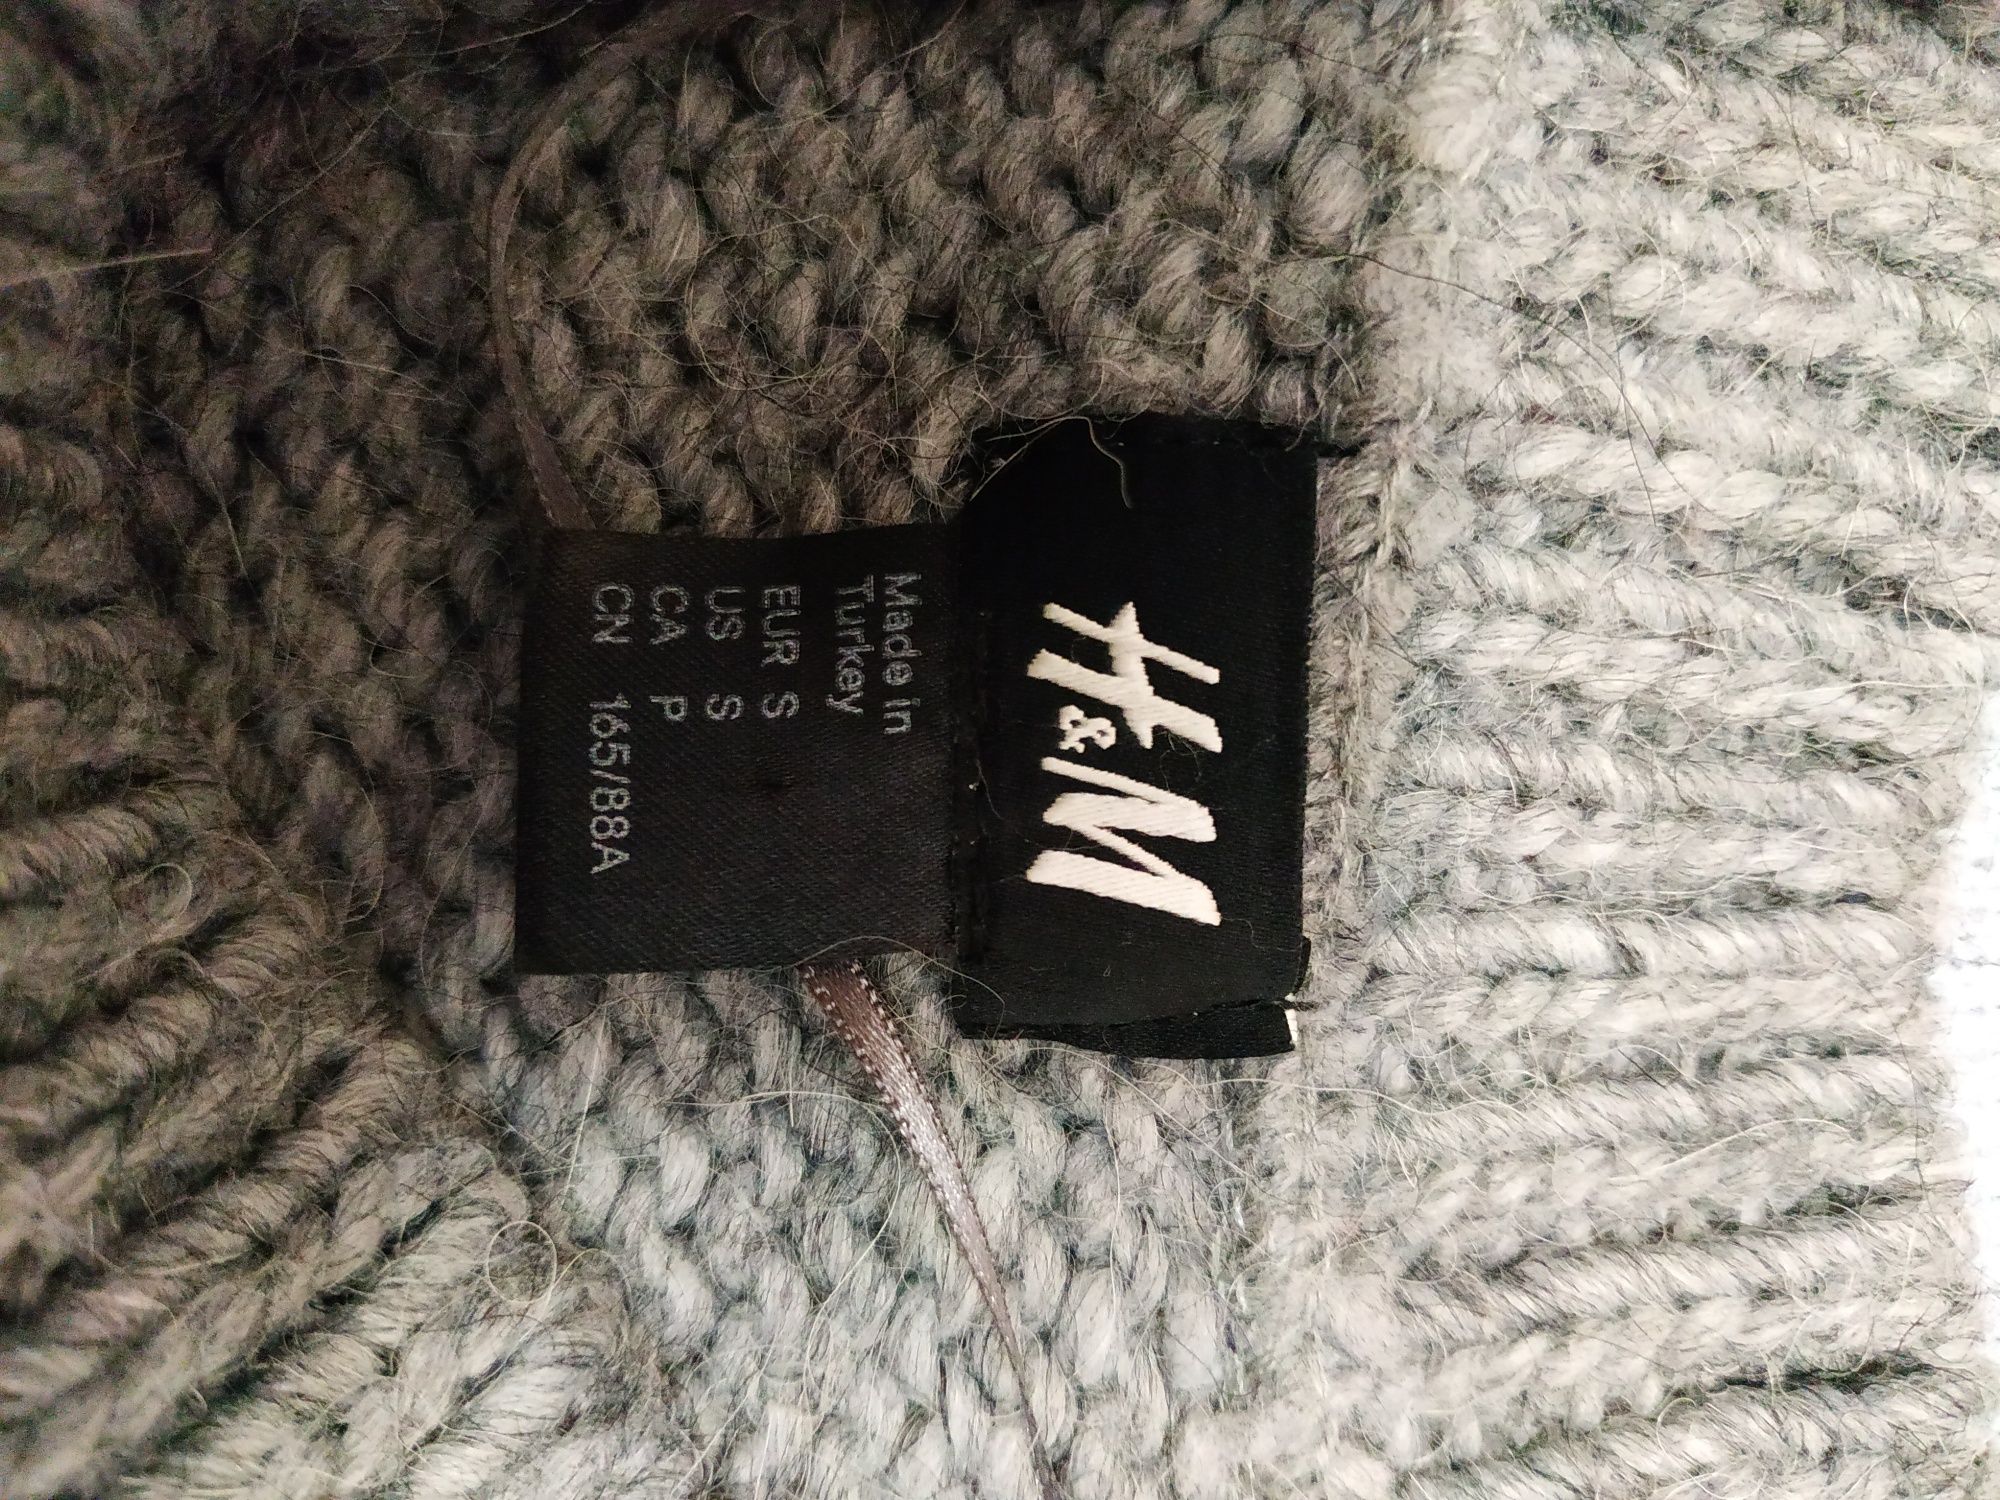 H&M
Made in
Turkey
EUR S
US S
CA P
CN 165/88A